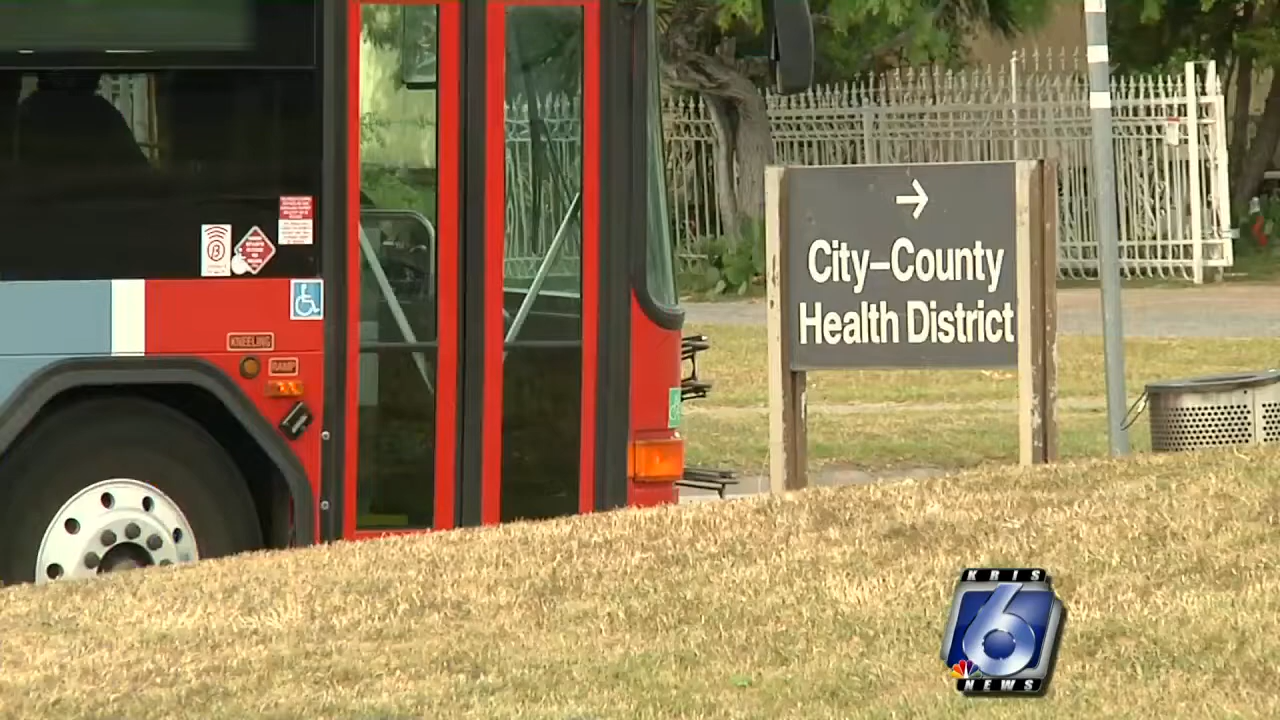 →
City–County
Health District
KNEELING
RAMP
KRIS
6
NEWS